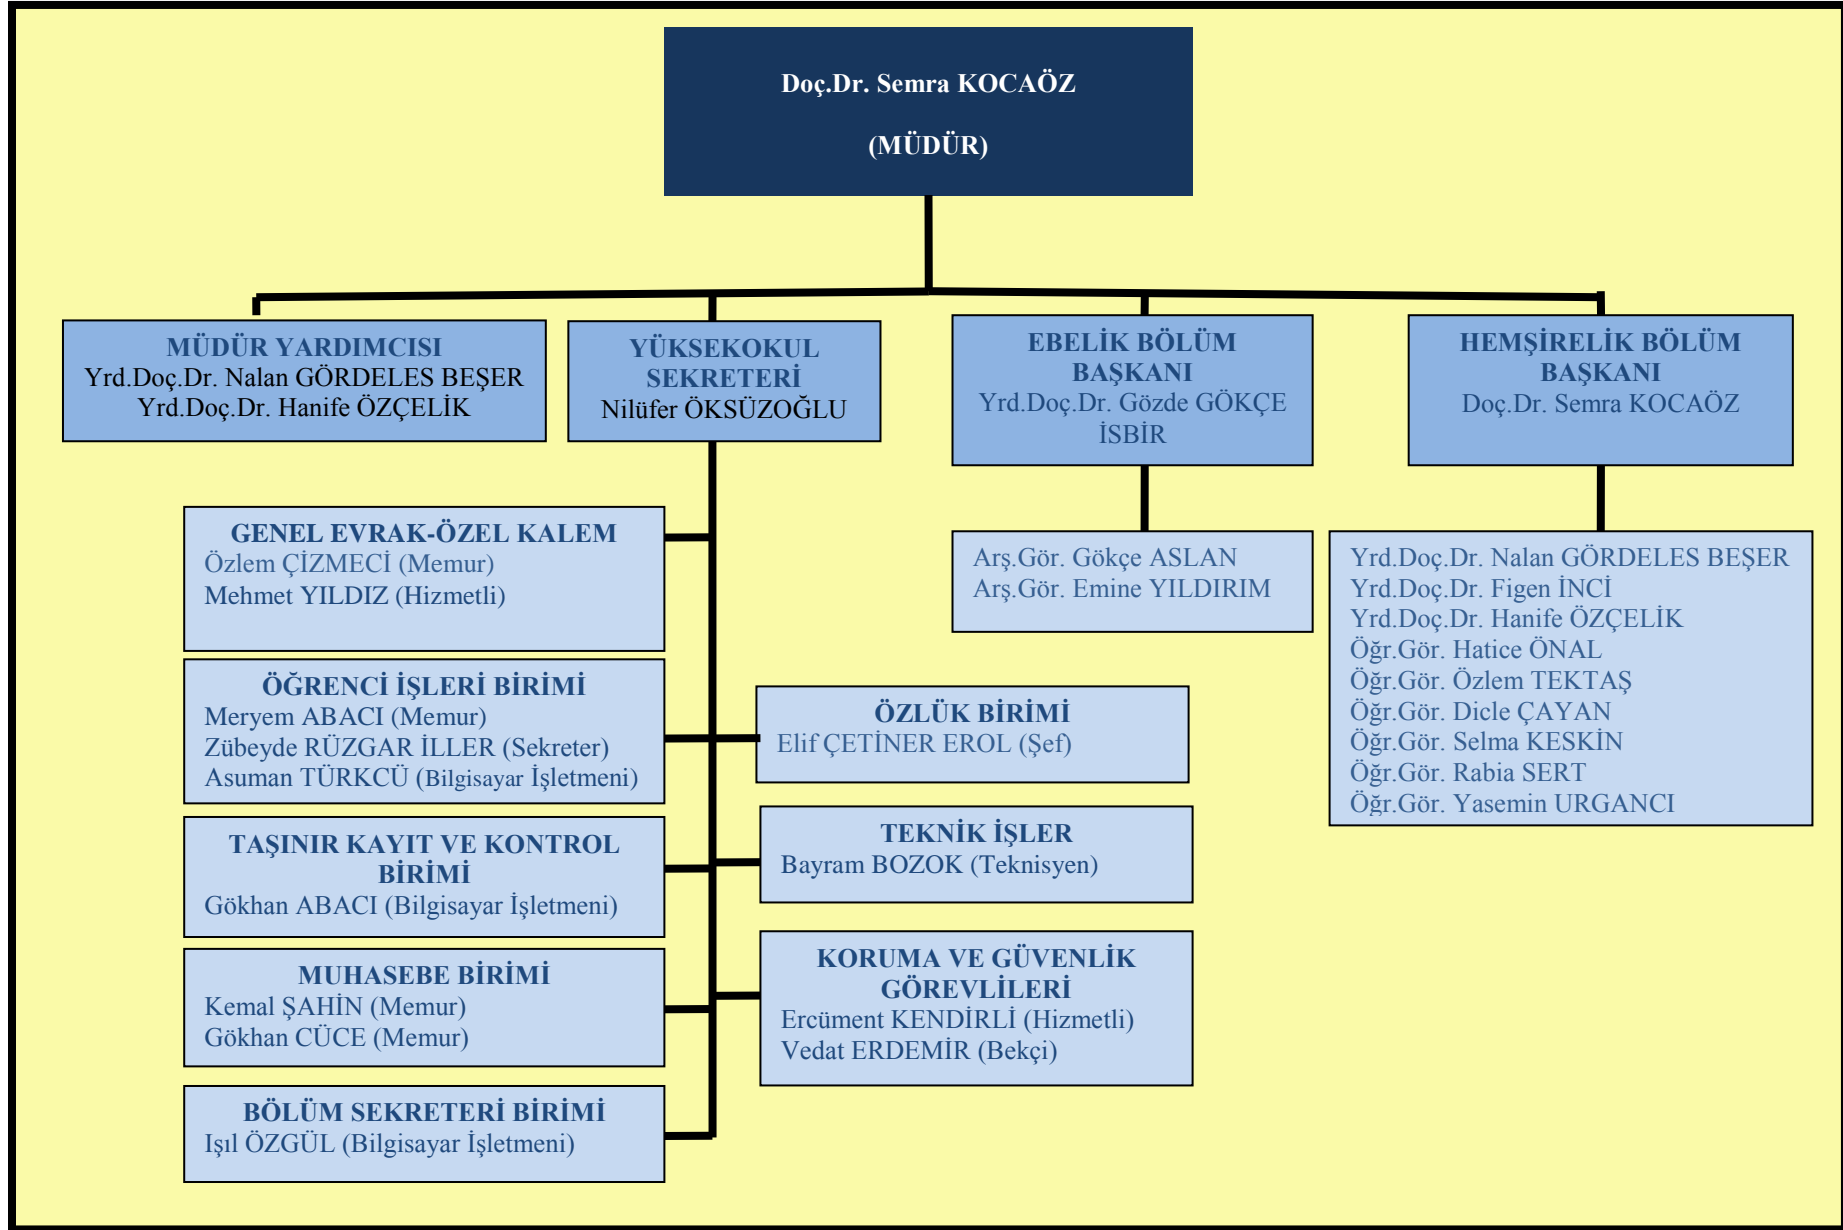 Doç.Dr. Semra KOCAÖZ
(MÜDÜR)
MÜDÜR YARDIMCISI
Yrd.Doç.Dr. Nalan GÖRDELES BEŞER
Yrd.Doç.Dr. Hanife ÖZÇELİK
YÜKSEKOKUL
SEKRETERİ
Nilüfer ÖKSÜZOĞLU
EBELİK BÖLÜM
BAŞKANI
Yrd.Doç.Dr. Gözde GÖKÇE
İSBİR
HEMŞİRELİK BÖLÜM
BAŞKANI
Doç.Dr. Semra KOCAÖZ
GENEL EVRAK-ÖZEL KALEM
Özlem ÇİZMECİ (Memur)
Mehmet YILDIZ (Hizmetli)
ÖĞRENCİ İŞLERİ BİRİMİ
Meryem ABACI (Memur)
Zübeyde RÜZGAR İLLER (Sekreter)
Asuman TÜRKCÜ (Bilgisayar İşletmeni)
TAŞINIR KAYIT VE KONTROL
BİRİMİ
Gökhan ABACI (Bilgisayar İşletmeni)
MUHASEBE BİRİMİ
Kemal ŞAHİN (Memur)
Gökhan CÜCE (Memur)
BÖLÜM SEKRETERİ BİRİMİ
Işıl ÖZGÜL (Bilgisayar İşletmeni)
ÖZLÜK BİRİMİ
Elif ÇETİNER EROL (Şef)
TEKNİK İŞLER
Bayram BOZOK (Teknisyen)
KORUMA VE GÜVENLİK
GÖREVLİLERİ
Ercüment KENDİRLİ (Hizmetli)
Vedat ERDEMİR (Bekçi)
Arş.Gör. Gökçe ASLAN
Arş.Gör. Emine YILDIRIM
Yrd.Doç.Dr. Nalan GÖRDELES BEŞER
Yrd.Doç.Dr. Figen İNCİ
Yrd.Doç.Dr. Hanife ÖZÇELİK
Öğr.Gör. Hatice ÖNAL
Öğr.Gör. Özlem TEKTAŞ
Öğr.Gör. Dicle ÇAYAN
Öğr.Gör. Selma KESKİN
Öğr.Gör. Rabia SERT
Öğr.Gör. Yasemin URGANCI